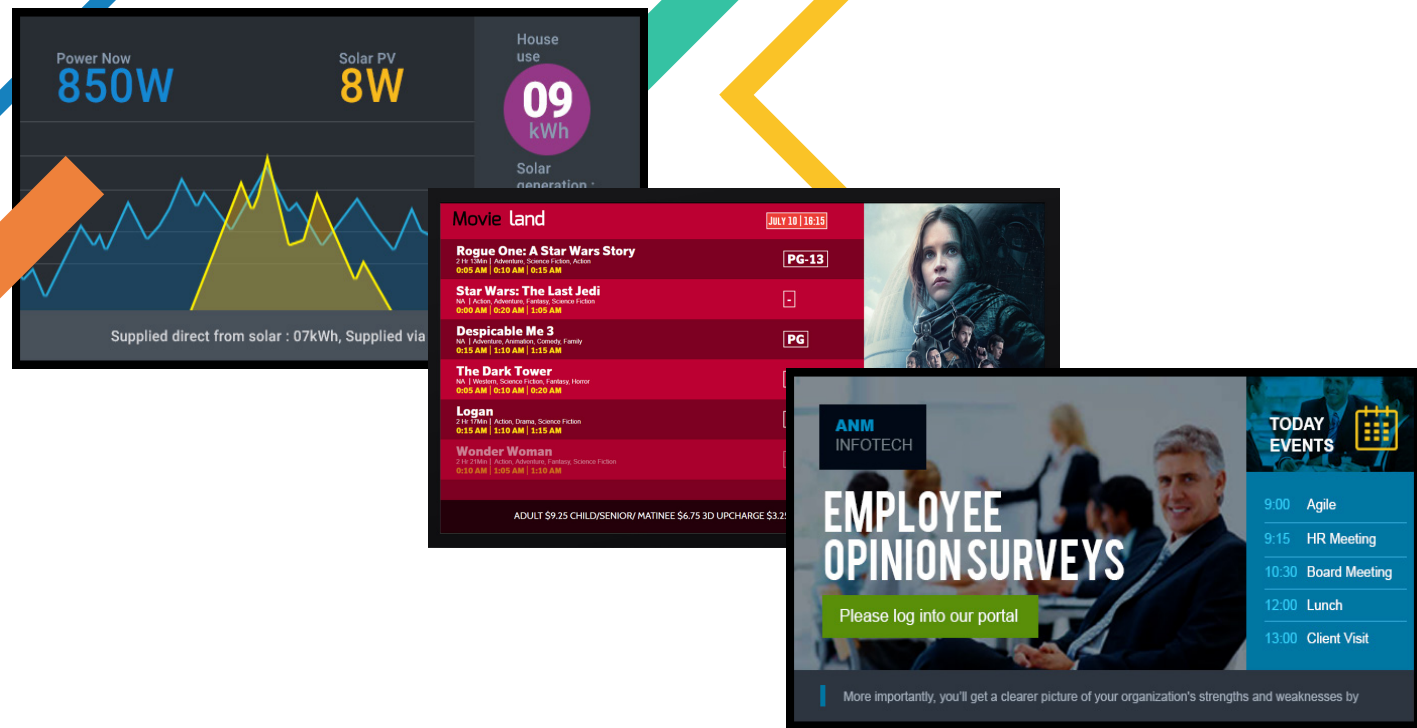 Power Now
850W
Solar PV
8W
House
use
09
kWh
Solar
generation :
Supplied direct from solar : 07kWh, Supplied via
Movie land
JULY 10 | 16:15
Rogue One: A Star Wars Story
2 Hr 13Min | Adventure, Science Fiction, Action
0:05 AM | 0:10 AM | 0:15 AM
PG-13
Star Wars: The Last Jedi
NA | Action, Adventure, Fantasy, Science Fiction
0:00 AM | 0:20 AM | 1:05 AM
-
Despicable Me 3
NA | Adventure, Animation, Comedy, Family
0:15 AM | 1:10 AM | 1:15 AM
PG
The Dark Tower
NA | Western, Science Fiction, Fantasy, Horror
0:05 AM | 0:10 AM | 0:20 AM
Logan
2 Hr 17Min | Action, Drama, Science Fiction
0:15 AM | 1:10 AM | 1:15 AM
Wonder Woman
2 Hr 21Min | Action, Adventure, Fantasy, Science Fiction
0:10 AM | 1:05 AM | 1:10 AM
ADULT $9.25 CHILD/SENIOR/ MATINEE $6.75 3D UPCHARGE $3.25
ANM
INFOTECH
EMPLOYEE
OPINION SURVEYS
Please log into our portal
TODAY
EVENTS
9:00 Agile
9:15 HR Meeting
10:30 Board Meeting
12:00 Lunch
13:00 Client Visit
More importantly, you'll get a clearer picture of your organization's strengths and weaknesses by